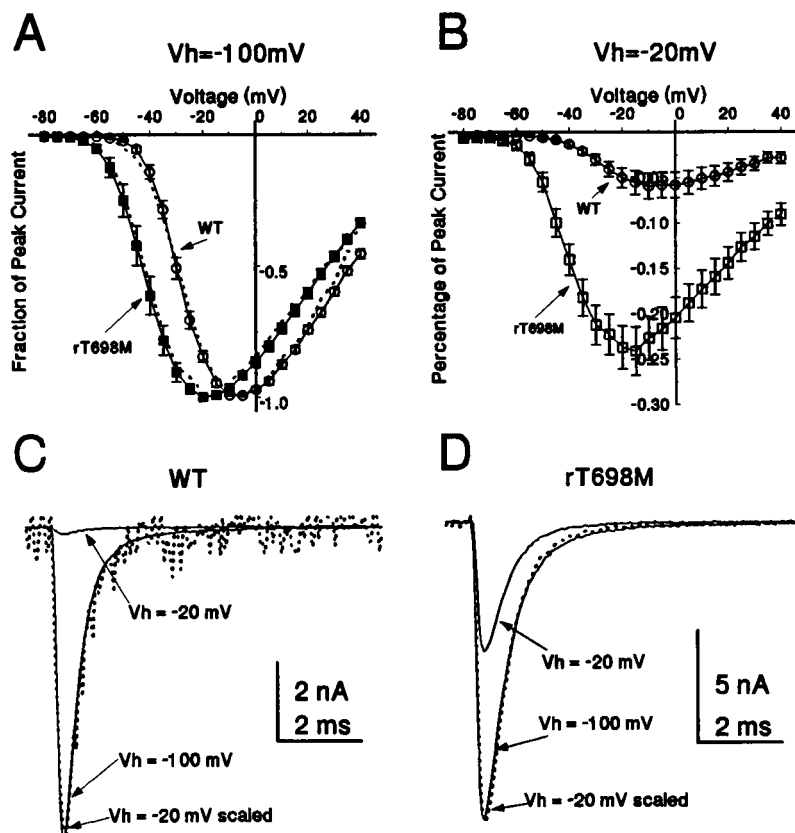 A
Vh=-100mV
Voltage (mV)
-80 -60 -40 -20 0 20 40
Fraction of Peak Current
WT
-0.5
rT698M
-1.0
B
Vh=-20mV
Voltage (mV)
-80 -60 -40 -20 0 20 40
Percentage of Peak Current
WT
-0.10
-0.15
rT698M
-0.20
-0.25
-0.30
C
WT
Vh = -20 mV
2 nA
2 ms
Vh = -100 mV
Vh = -20 mV scaled
D
rT698M
Vh = -20 mV
5 nA
2 ms
Vh = -100 mV
Vh = -20 mV scaled